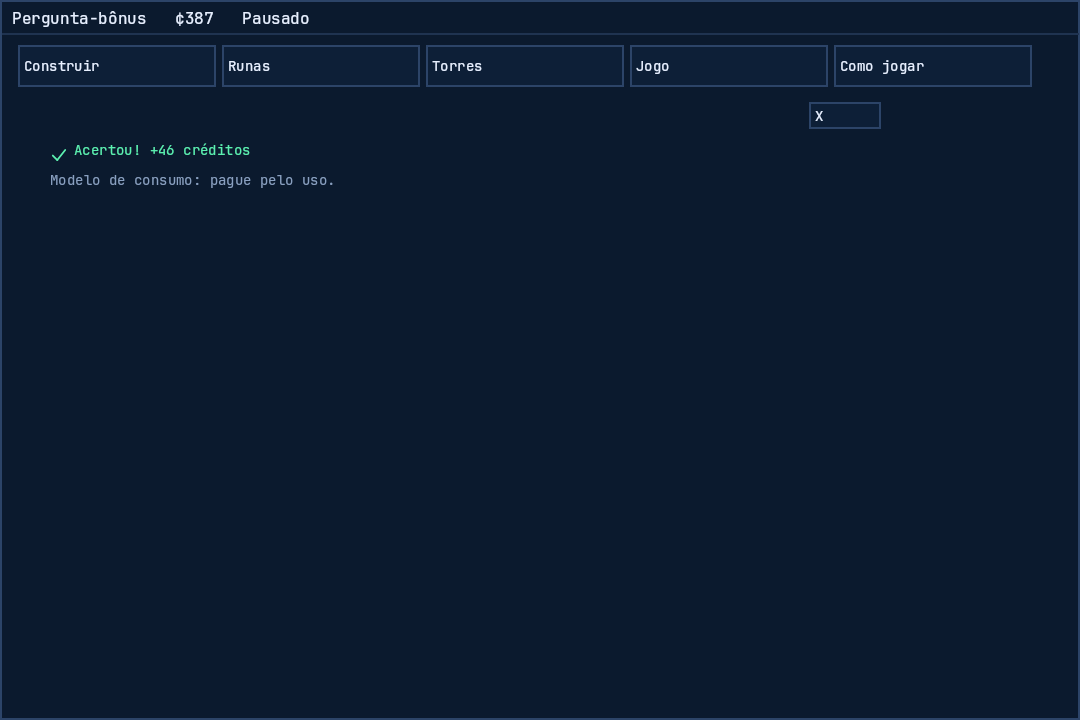 Pergunta-bônus ¢387 Pausado
Construir Runas Torres Jogo Como jogar
X
Acertou! +46 créditos
Modelo de consumo: pague pelo uso.